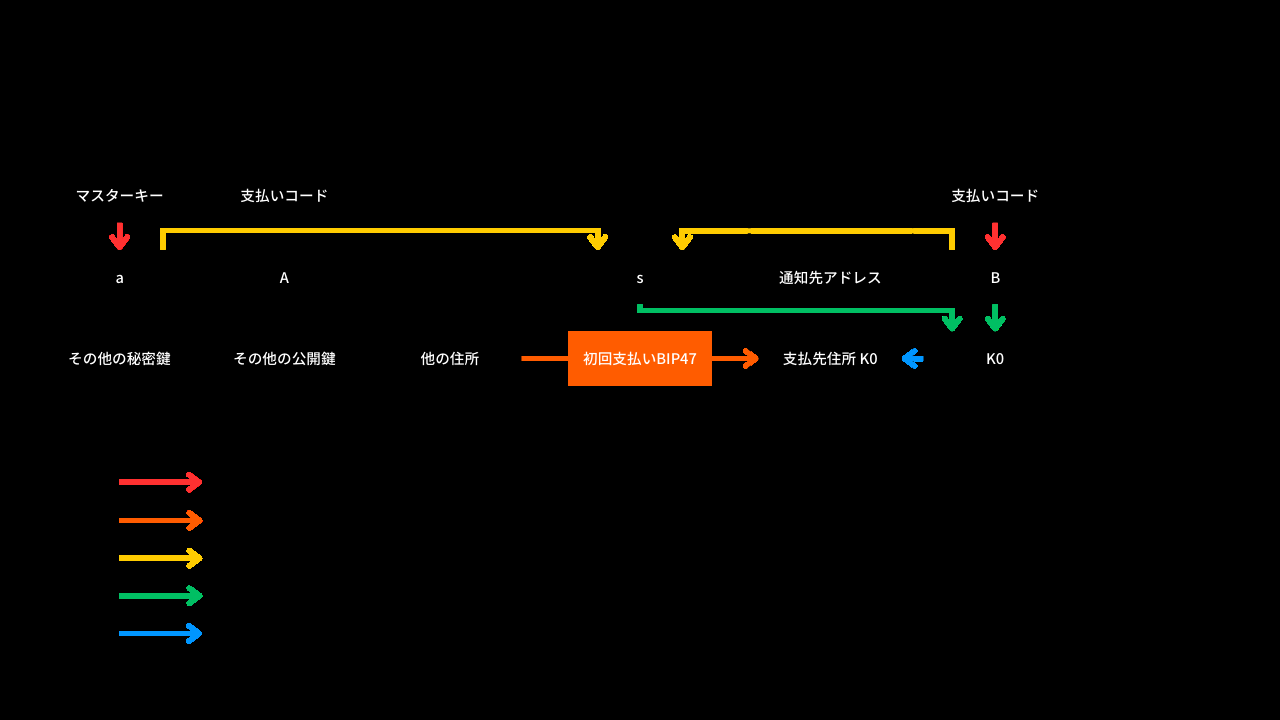 マスターキー
支払いコード
支払いコード
a
A
s
通知先アドレス
B
その他の秘密鍵
その他の公開鍵
他の住所
初回支払いBIP47
支払先住所 K0
K0